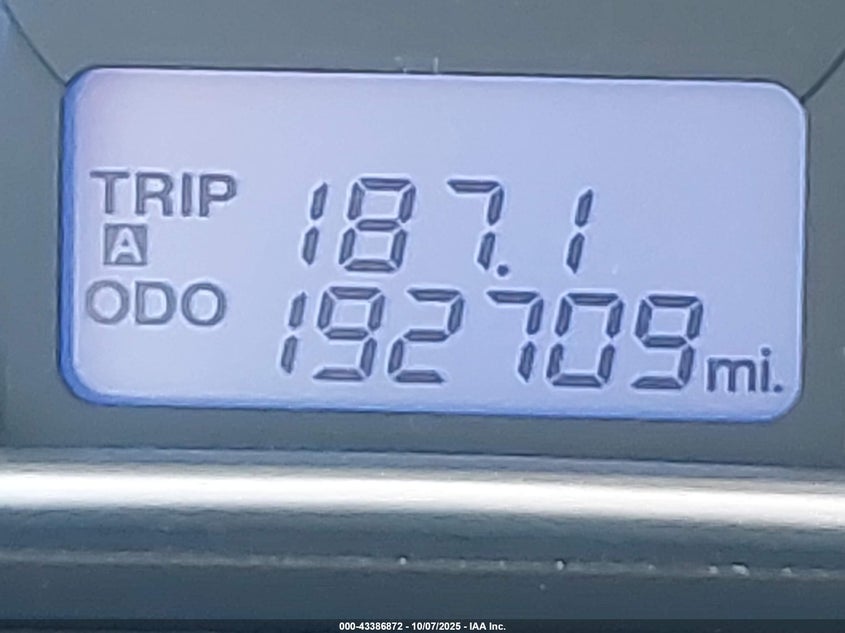 TRIP 187.1
A
ODO 192709 mi.
000-43386872 - 10/07/2025 - IAA Inc.